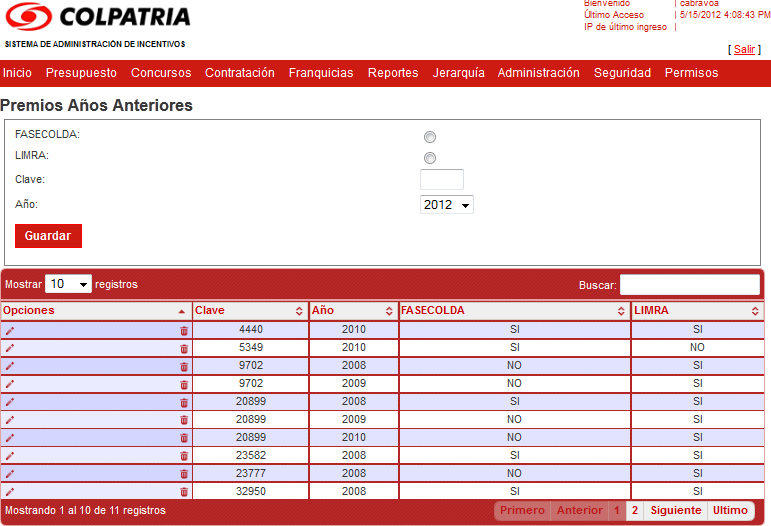 COLPATRIA
SISTEMA DE ADMINISTRACIÓN DE INCENTIVOS
Bienvenido | cabravoa
Último Acceso | 5/15/2012 4:08:43 PM
IP de último ingreso |
[ Salir ]
Inicio Presupuesto Concursos Contratación Franquicias Reportes Jerarquía Administración Seguridad Permisos
Premios Años Anteriores
FASECOLDA:
LIMRA:
Clave:
Año: 2012
Guardar
Mostrar 10 registros Buscar:
Opciones Clave Año FASECOLDA LIMRA
4440 2010 SI SI
5349 2010 SI NO
9702 2008 NO SI
9702 2009 NO SI
20899 2008 SI SI
20899 2009 NO SI
20899 2010 NO SI
23582 2008 SI SI
23777 2008 NO SI
32950 2008 SI SI
Mostrando 1 al 10 de 11 registros Primero Anterior 1 2 Siguiente Ultimo